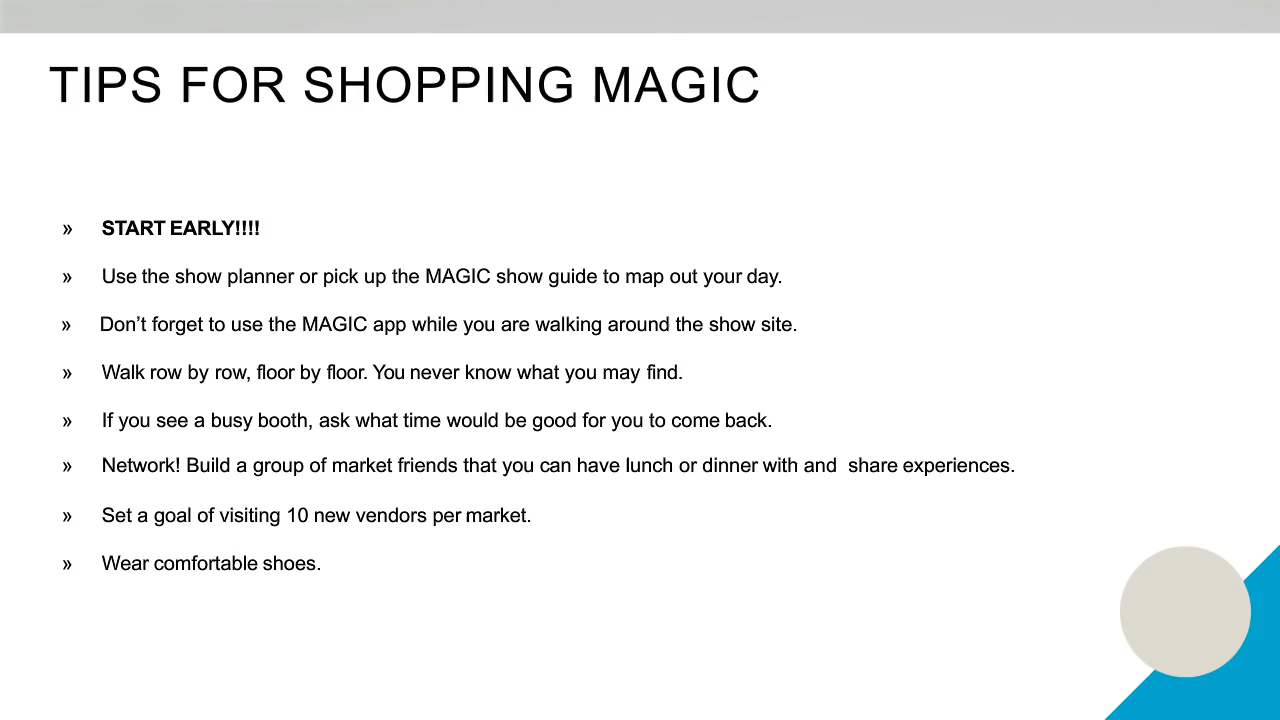 TIPS FOR SHOPPING MAGIC
» START EARLY!!!!
» Use the show planner or pick up the MAGIC show guide to map out your day.
» Don’t forget to use the MAGIC app while you are walking around the show site.
» Walk row by row, floor by floor. You never know what you may find.
» If you see a busy booth, ask what time would be good for you to come back.
» Network! Build a group of market friends that you can have lunch or dinner with and  share experiences.
» Set a goal of visiting 10 new vendors per market.
» Wear comfortable shoes.